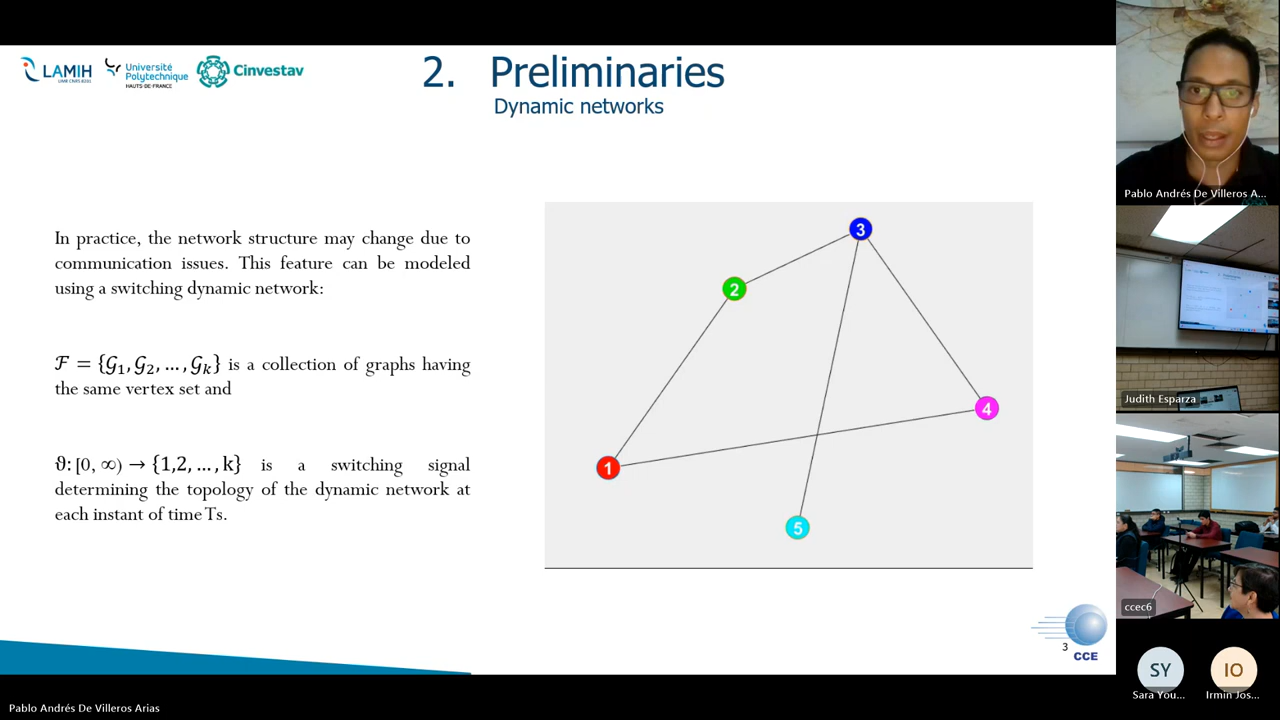 LAMIH
UMR CNRS 8201
Université
Polytechnique
HAUTS-DE-FRANCE
Cinvestav
2. Preliminaries
Dynamic networks
In practice, the network structure may change due to
communication issues. This feature can be modeled
using a switching dynamic network:
ℱ = {𝒢₁, 𝒢₂, … , 𝒢ₖ} is a collection of graphs having
the same vertex set and
ϑ: [0, ∞) → {1,2, … , k} is a switching signal
determining the topology of the dynamic network at
each instant of time Ts.
3
2
4
1
5
3
CCE
Pablo Andrés De Villeros A...
Judith Esparza
ccec6
SY
IO
Sara You...
Irmin Jos...
Pablo Andrés De Villeros Arias